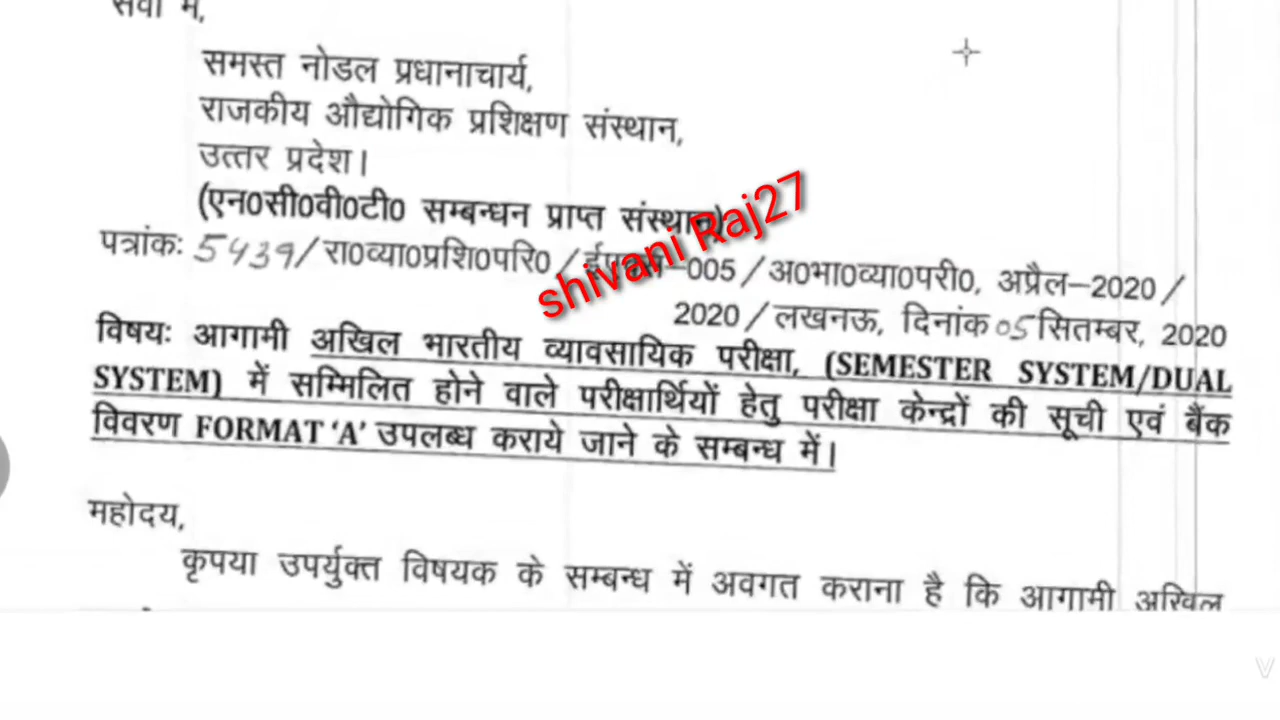 सेवा में,
समस्त नोडल प्रधानाचार्य,
राजकीय औद्योगिक प्रशिक्षण संस्थान,
उत्तर प्रदेश।
(एन0सी0वी0टी0 सम्बन्धन प्राप्त संस्थान)
shivani Raj27
पत्रांकः 5439/रा0व्या0प्रशि0परि0/ –005/अ0भा0व्या0परी0, अप्रैल–2020/
2020/लखनऊ, दिनांक 05 सितम्बर, 2020
विषयः आगामी अखिल भारतीय व्यावसायिक परीक्षा, (SEMESTER SYSTEM/DUAL
SYSTEM) में सम्मिलित होने वाले परीक्षार्थियों हेतु परीक्षा केन्द्रों की सूची एवं बैंक
विवरण FORMAT ‘A’ उपलब्ध कराये जाने के सम्बन्ध में।
महोदय,
कृपया उपर्युक्त विषयक के सम्बन्ध में अवगत कराना है कि आगामी अखिल
V